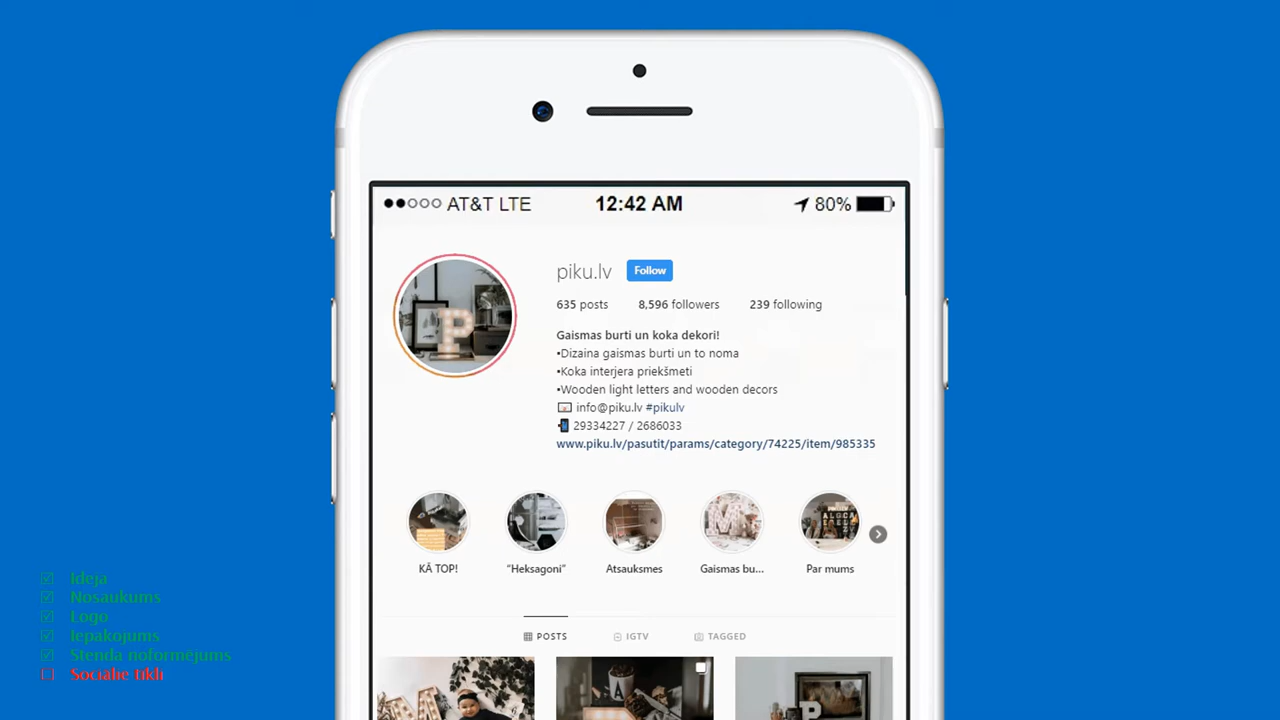 ●●○○○ AT&T LTE 12:42 AM 80%
piku.lv Follow
635 posts 8,596 followers 239 following
Gaismas burti un koka dekori!
•Dizaina gaismas burti un to noma
•Koka interjera priekšmeti
•Wooden light letters and wooden decors
info@piku.lv #pikulv
29334227 / 2686033
www.piku.lv/pasutit/params/category/74225/item/985335
KĀ TOP! "Heksagoni" Atsauksmes Gaismas bu... Par mums
POSTS IGTV TAGGED
☑ Ideja
☑ Nosaukums
☑ Logo
☑ Iepakojums
☑ Stenda noformējums
☐ Sociālie tīkli